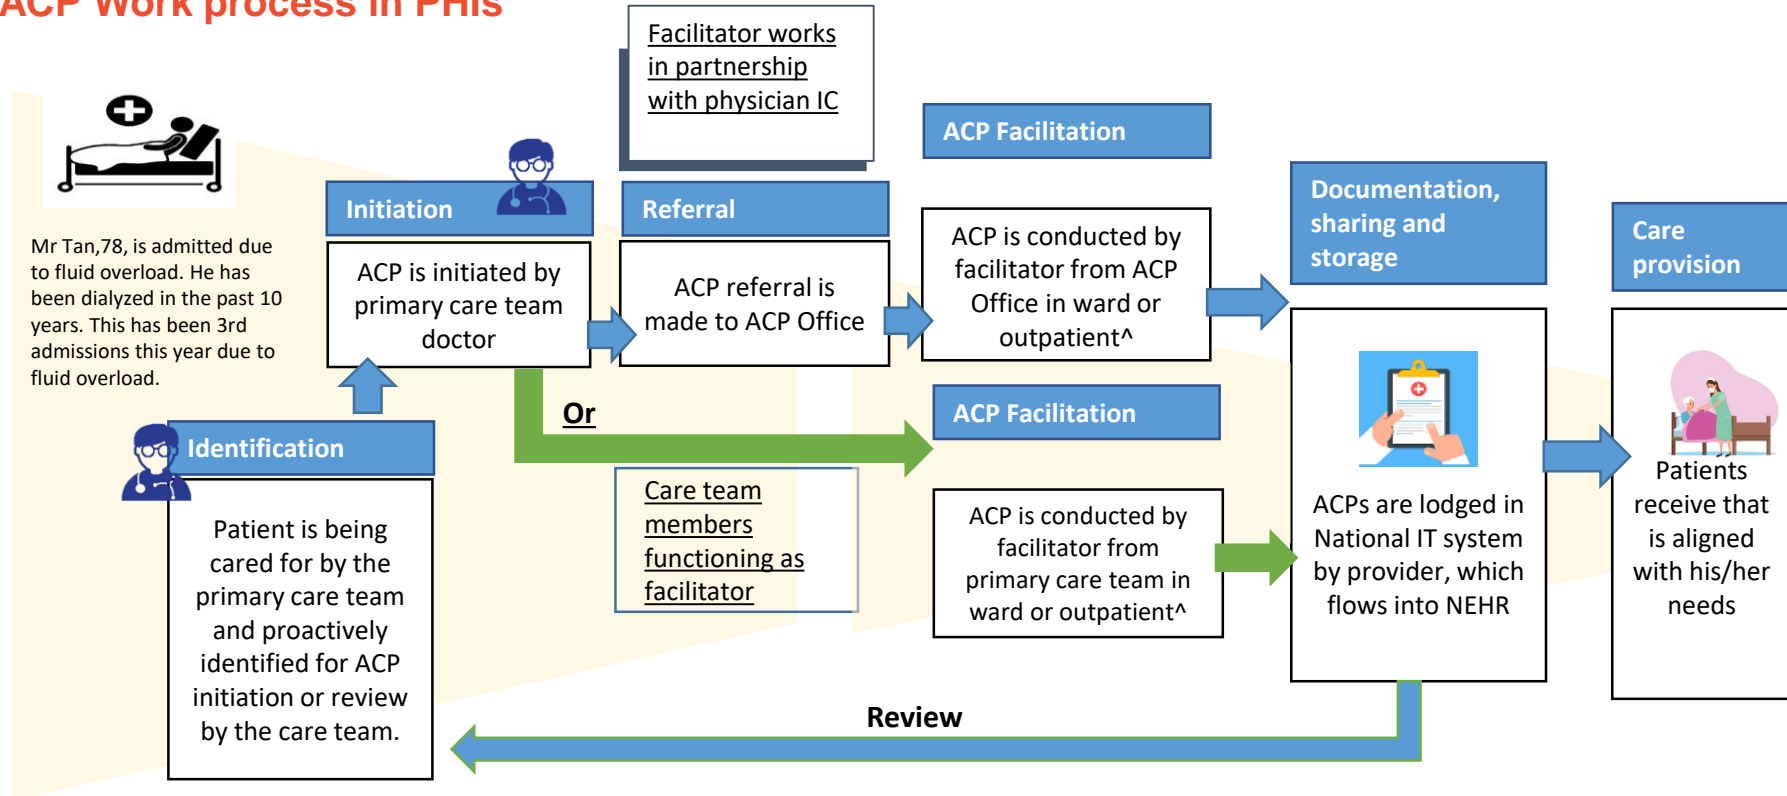 ACP Work process in PHIs
Facilitator works
in partnership
with physician IC
Mr Tan,78, is admitted due
to fluid overload. He has
been dialyzed in the past 10
years. This has been 3rd
admissions this year due to
fluid overload.
Identification
Patient is being
cared for by the
primary care team
and proactively
identified for ACP
initiation or review
by the care team.
Initiation
ACP is initiated by
primary care team
doctor
Referral
ACP referral is
made to ACP Office
ACP Facilitation
ACP is conducted by
facilitator from ACP
Office in ward or
outpatient^
Or
Care team
members
functioning as
facilitator
ACP Facilitation
ACP is conducted by
facilitator from
primary care team in
ward or outpatient^
Documentation,
sharing and
storage
ACPs are lodged in
National IT system
by provider, which
flows into NEHR
Care
provision
Patients
receive that
is aligned
with his/her
needs
Review